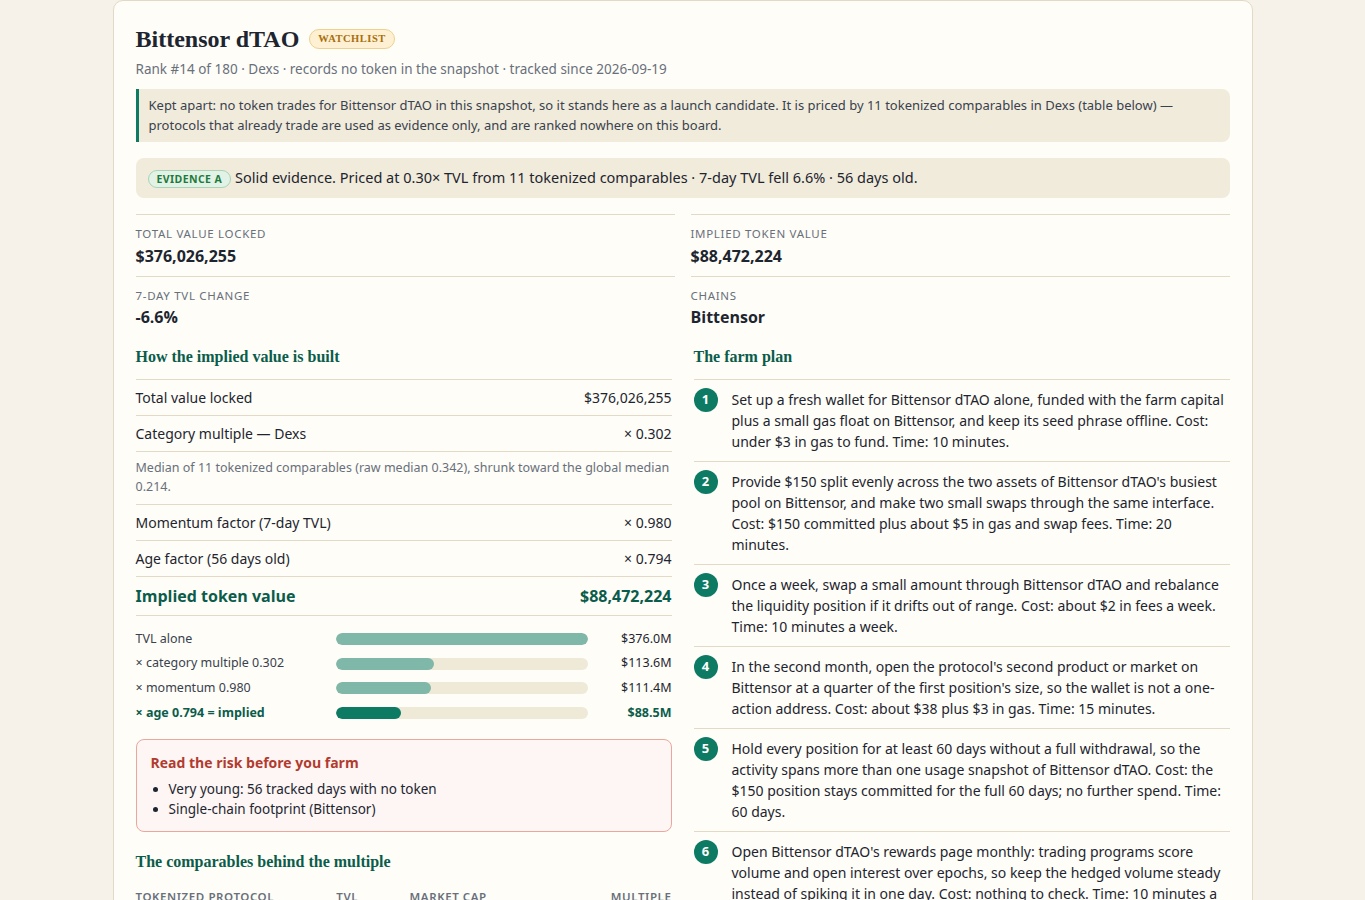 Bittensor dTAO WATCHLIST
Rank #14 of 180 · Dexs · records no token in the snapshot · tracked since 2026-09-19
Kept apart: no token trades for Bittensor dTAO in this snapshot, so it stands here as a launch candidate. It is priced by 11 tokenized comparables in Dexs (table below) —
protocols that already trade are used as evidence only, and are ranked nowhere on this board.
EVIDENCE A Solid evidence. Priced at 0.30× TVL from 11 tokenized comparables · 7-day TVL fell 6.6% · 56 days old.
TOTAL VALUE LOCKED
$376,026,255
IMPLIED TOKEN VALUE
$88,472,224
7-DAY TVL CHANGE
-6.6%
CHAINS
Bittensor
How the implied value is built
Total value locked $376,026,255
Category multiple — Dexs × 0.302
Median of 11 tokenized comparables (raw median 0.342), shrunk toward the global median
0.214.
Momentum factor (7-day TVL) × 0.980
Age factor (56 days old) × 0.794
Implied token value $88,472,224
TVL alone $376.0M
× category multiple 0.302 $113.6M
× momentum 0.980 $111.4M
× age 0.794 = implied $88.5M
Read the risk before you farm
• Very young: 56 tracked days with no token
• Single-chain footprint (Bittensor)
The comparables behind the multiple
TOKENIZED PROTOCOL TVL MARKET CAP MULTIPLE
The farm plan
1 Set up a fresh wallet for Bittensor dTAO alone, funded with the farm capital
plus a small gas float on Bittensor, and keep its seed phrase offline. Cost:
under $3 in gas to fund. Time: 10 minutes.
2 Provide $150 split evenly across the two assets of Bittensor dTAO's busiest
pool on Bittensor, and make two small swaps through the same interface.
Cost: $150 committed plus about $5 in gas and swap fees. Time: 20
minutes.
3 Once a week, swap a small amount through Bittensor dTAO and rebalance
the liquidity position if it drifts out of range. Cost: about $2 in fees a week.
Time: 10 minutes a week.
4 In the second month, open the protocol's second product or market on
Bittensor at a quarter of the first position's size, so the wallet is not a one-
action address. Cost: about $38 plus $3 in gas. Time: 15 minutes.
5 Hold every position for at least 60 days without a full withdrawal, so the
activity spans more than one usage snapshot of Bittensor dTAO. Cost: the
$150 position stays committed for the full 60 days; no further spend. Time:
60 days.
6 Open Bittensor dTAO's rewards page monthly: trading programs score
volume and open interest over epochs, so keep the hedged volume steady
instead of spiking it in one day. Cost: nothing to check. Time: 10 minutes a